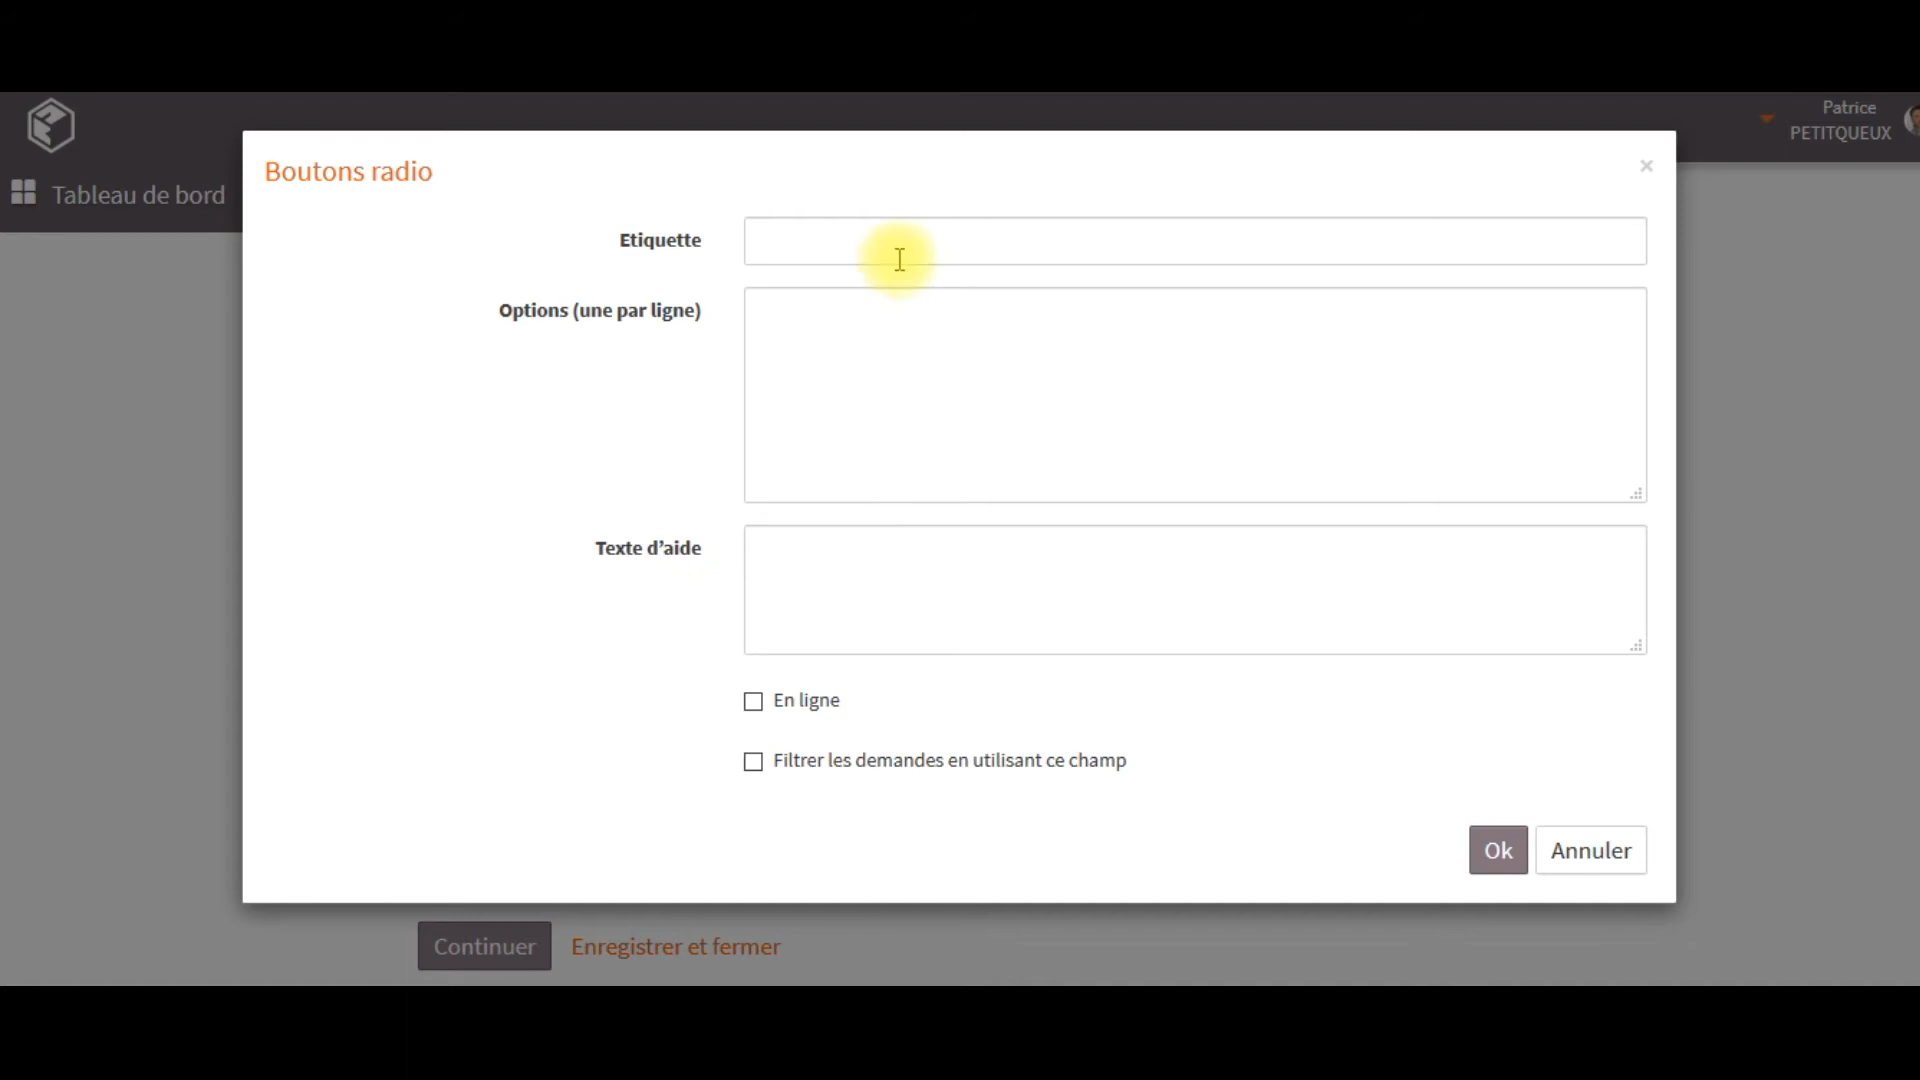 Patrice
PETITQUEUX
Tableau de bord
Boutons radio
×
Etiquette
Options (une par ligne)
Texte d’aide
En ligne
Filtrer les demandes en utilisant ce champ
Ok
Annuler
Continuer
Enregistrer et fermer